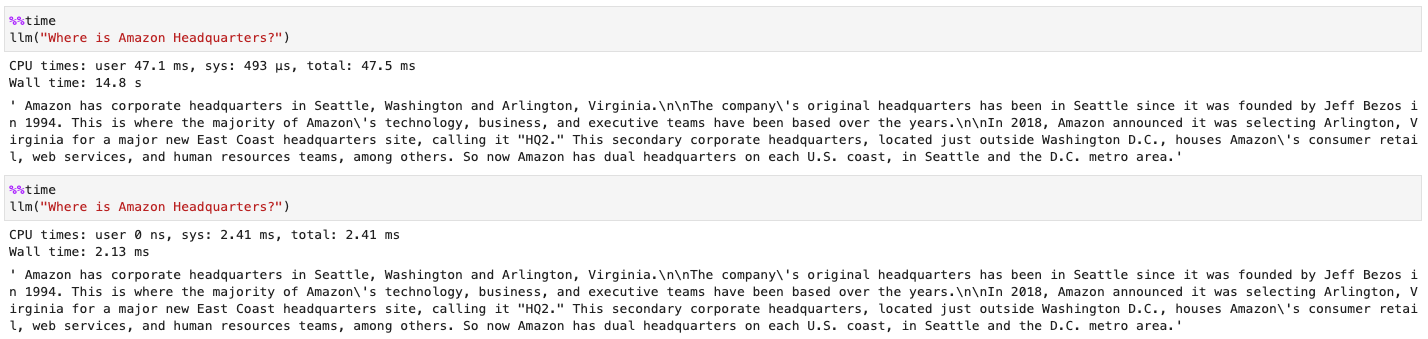 %%time
llm("Where is Amazon Headquarters?")
CPU times: user 47.1 ms, sys: 493 µs, total: 47.5 ms
Wall time: 14.8 s
' Amazon has corporate headquarters in Seattle, Washington and Arlington, Virginia.\n\nThe company\'s original headquarters has been in Seattle since it was founded by Jeff Bezos i
n 1994. This is where the majority of Amazon\'s technology, business, and executive teams have been based over the years.\n\nIn 2018, Amazon announced it was selecting Arlington, V
irginia for a major new East Coast headquarters site, calling it "HQ2." This secondary corporate headquarters, located just outside Washington D.C., houses Amazon\'s consumer retai
l, web services, and human resources teams, among others. So now Amazon has dual headquarters on each U.S. coast, in Seattle and the D.C. metro area.'
%%time
llm("Where is Amazon Headquarters?")
CPU times: user 0 ns, sys: 2.41 ms, total: 2.41 ms
Wall time: 2.13 ms
' Amazon has corporate headquarters in Seattle, Washington and Arlington, Virginia.\n\nThe company\'s original headquarters has been in Seattle since it was founded by Jeff Bezos i
n 1994. This is where the majority of Amazon\'s technology, business, and executive teams have been based over the years.\n\nIn 2018, Amazon announced it was selecting Arlington, V
irginia for a major new East Coast headquarters site, calling it "HQ2." This secondary corporate headquarters, located just outside Washington D.C., houses Amazon\'s consumer retai
l, web services, and human resources teams, among others. So now Amazon has dual headquarters on each U.S. coast, in Seattle and the D.C. metro area.'